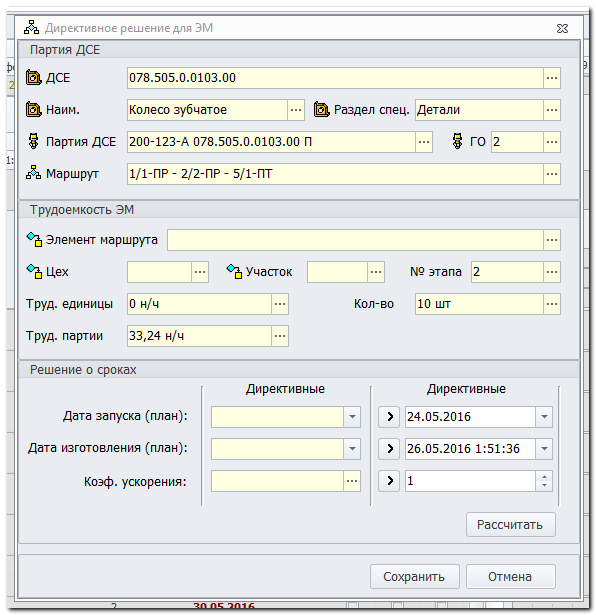 Директивное решение для ЭМ
Партия ДСЕ
ДСЕ 078.505.0.0103.00
Наим. Колесо зубчатое Раздел спец. Детали
Партия ДСЕ 200-123-А 078.505.0.0103.00 П ГО 2
Маршрут 1/1-ПР - 2/2-ПР - 5/1-ПТ
Трудоемкость ЭМ
Элемент маршрута
Цех Участок № этапа 2
Труд. единицы 0 н/ч Кол-во 10 шт
Труд. партии 33,24 н/ч
Решение о сроках
Директивные Директивные
Дата запуска (план): 24.05.2016
Дата изготовления (план): 26.05.2016 1:51:36
Коэф. ускорения: 1
Рассчитать
Сохранить Отмена
2 30.05.2016